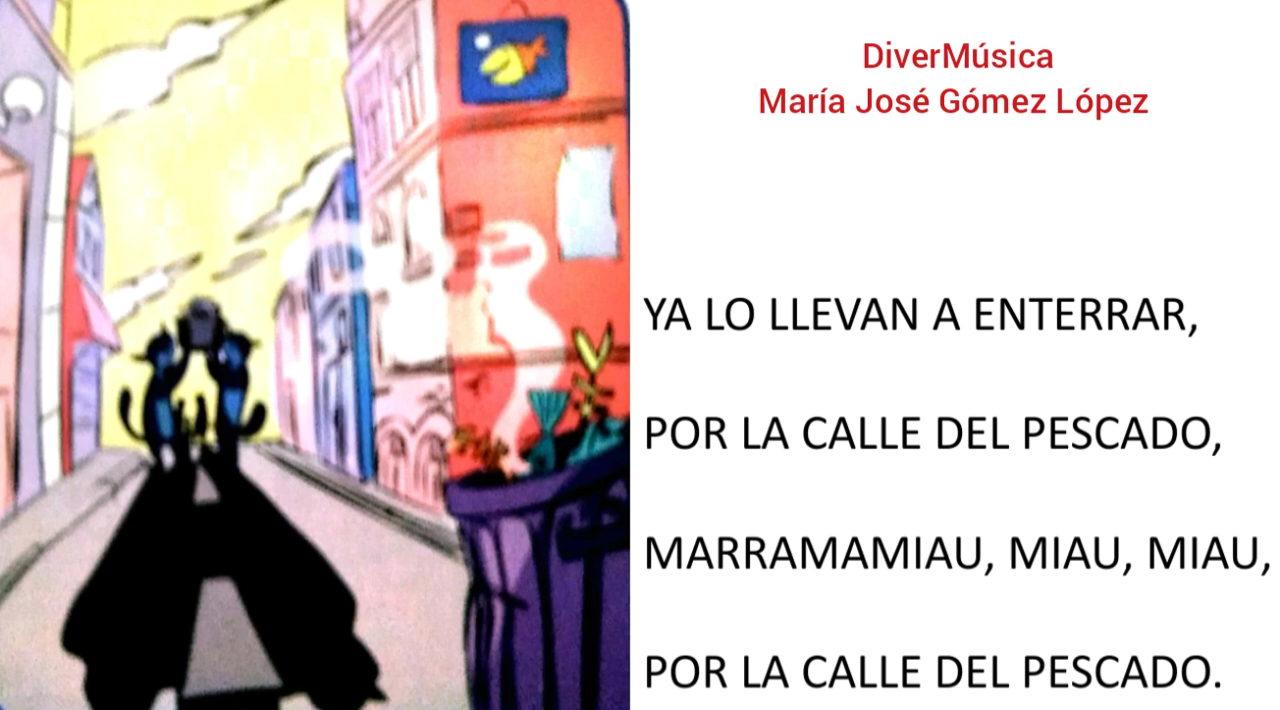 DiverMúsica
María José Gómez López
YA LO LLEVAN A ENTERRAR,
POR LA CALLE DEL PESCADO,
MARRAMAMIAU, MIAU, MIAU,
POR LA CALLE DEL PESCADO.